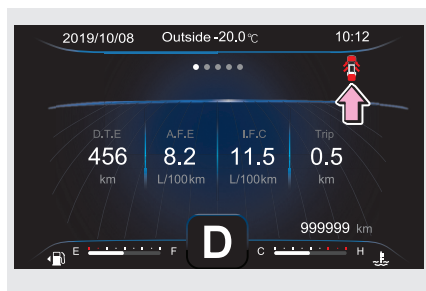 2019/10/08 Outside -20.0 ℃ 10:12
D.T.E A.F.E I.F.C Trip
456 8.2 11.5 0.5
km L/100km L/100km km
999999 km
E F D C H